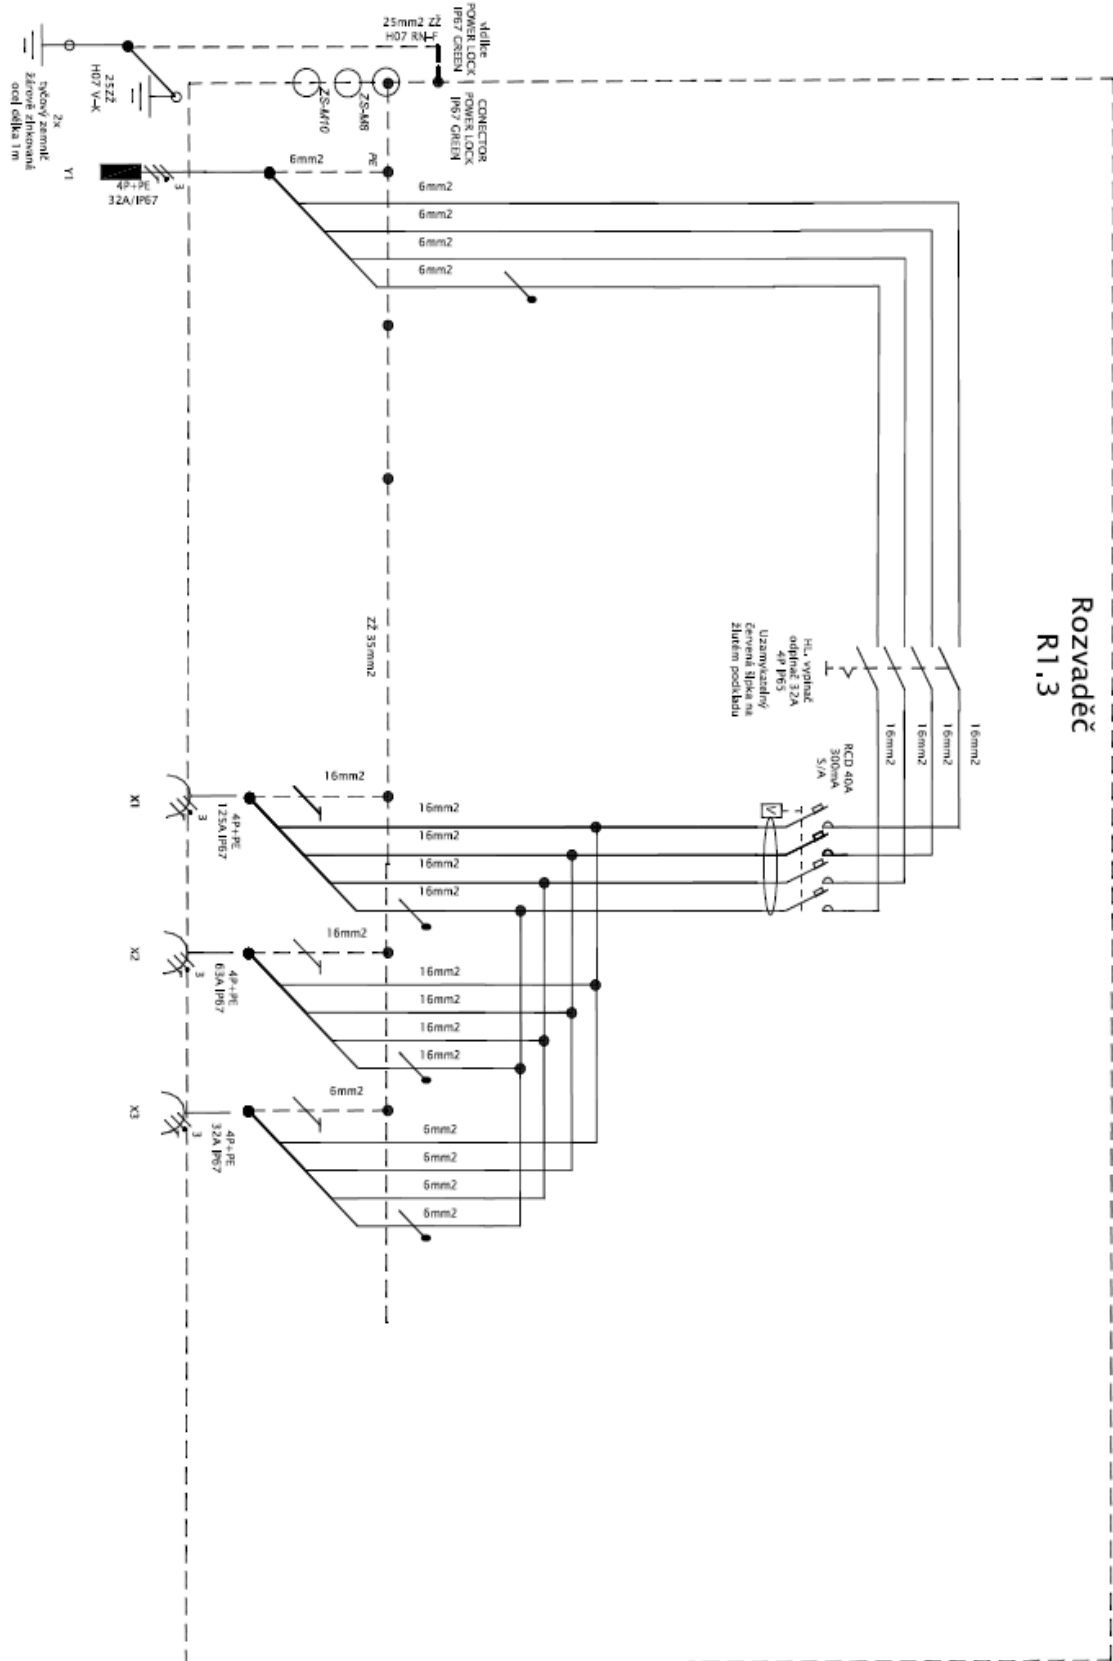 Rozvaděč
R1.3
vidlice
POWER LOCK
IP67 GREEN
25mm2 ZŽ
H07 RN-F
CONECTOR
POWER LOCK
IP67 GREEN
ZS-M8
ZS-M10
25ZŽ
H07 V-K
2x
tyčový zemnič
žárově zinkovaná
ocel délka 1m
Y1
4P+PE
32A/IP67
3
6mm2
PE
6mm2
6mm2
6mm2
6mm2
ZŽ 35mm2
HL. vypínač
odpínač 32A
4P IP65
Uzamykatelný
červená šipka na
žlutém podkladu
16mm2
16mm2
16mm2
16mm2
RCD 40A
300mA
S/A
X1
3
4P+PE
125A IP67
16mm2
16mm2
16mm2
16mm2
16mm2
X2
3
4P+PE
63A IP67
16mm2
16mm2
16mm2
16mm2
16mm2
X3
3
4P+PE
32A IP67
6mm2
6mm2
6mm2
6mm2
6mm2